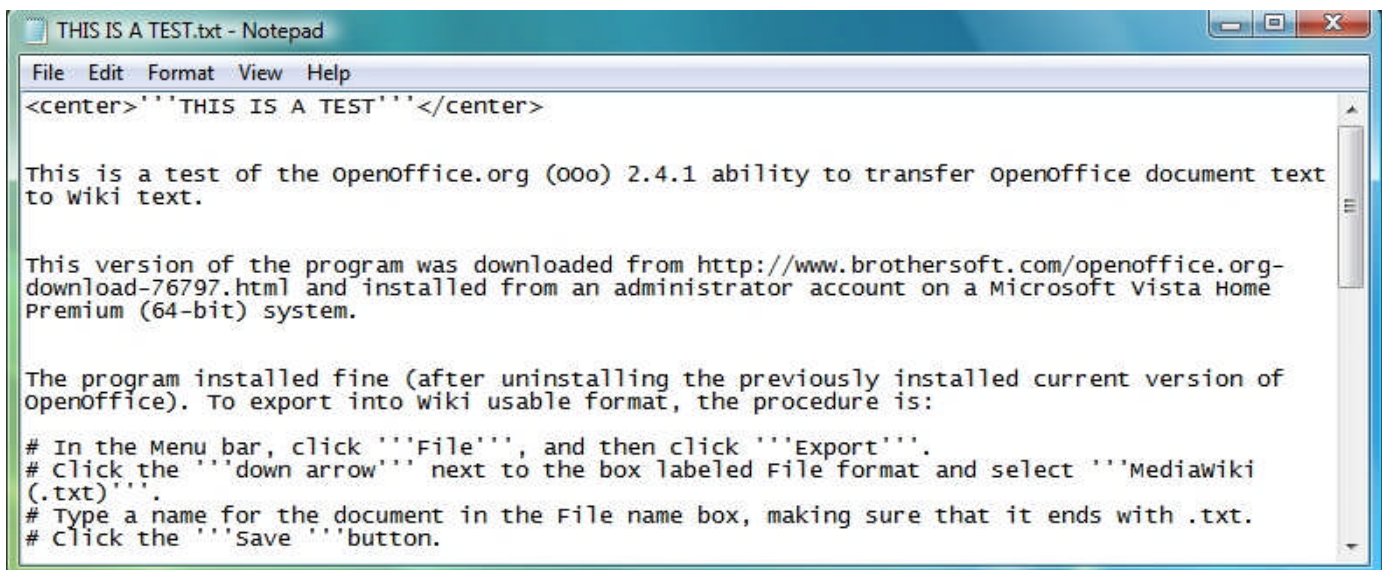 THIS IS A TEST.txt - Notepad
File Edit Format View Help
<center>'''THIS IS A TEST'''</center>
This is a test of the OpenOffice.org (OOo) 2.4.1 ability to transfer OpenOffice document text
to Wiki text.
This version of the program was downloaded from http://www.brothersoft.com/openoffice.org-
download-76797.html and installed from an administrator account on a Microsoft Vista Home
Premium (64-bit) system.
The program installed fine (after uninstalling the previously installed current version of
OpenOffice). To export into Wiki usable format, the procedure is:
# In the Menu bar, click '''File''', and then click '''Export'''.
# Click the '''down arrow''' next to the box labeled File format and select '''MediaWiki
(.txt)'''.
# Type a name for the document in the File name box, making sure that it ends with .txt.
# Click the '''Save '''button.